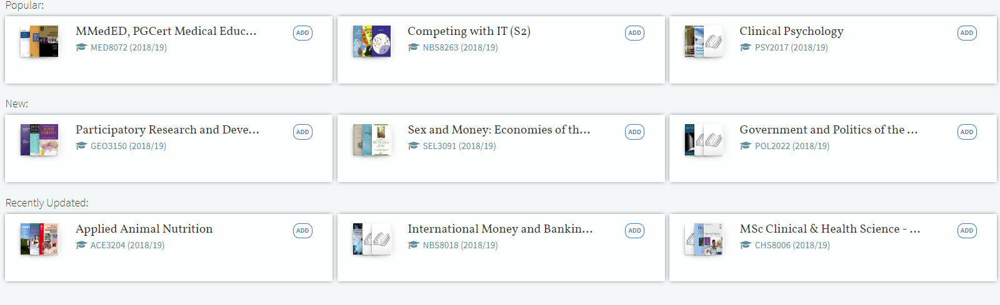 Popular:
MMedED, PGCert Medical Educ...
ADD
MED8072 (2018/19)
Competing with IT (S2)
ADD
NBS8263 (2018/19)
Clinical Psychology
ADD
PSY2017 (2018/19)
New:
Participatory Research and Deve...
ADD
GEO3150 (2018/19)
Sex and Money: Economies of th...
ADD
SEL3091 (2018/19)
Government and Politics of the ...
ADD
POL2022 (2018/19)
Recently Updated:
Applied Animal Nutrition
ADD
ACE3204 (2018/19)
International Money and Bankin...
ADD
NBS8018 (2018/19)
MSc Clinical & Health Science - ...
ADD
CHS8006 (2018/19)